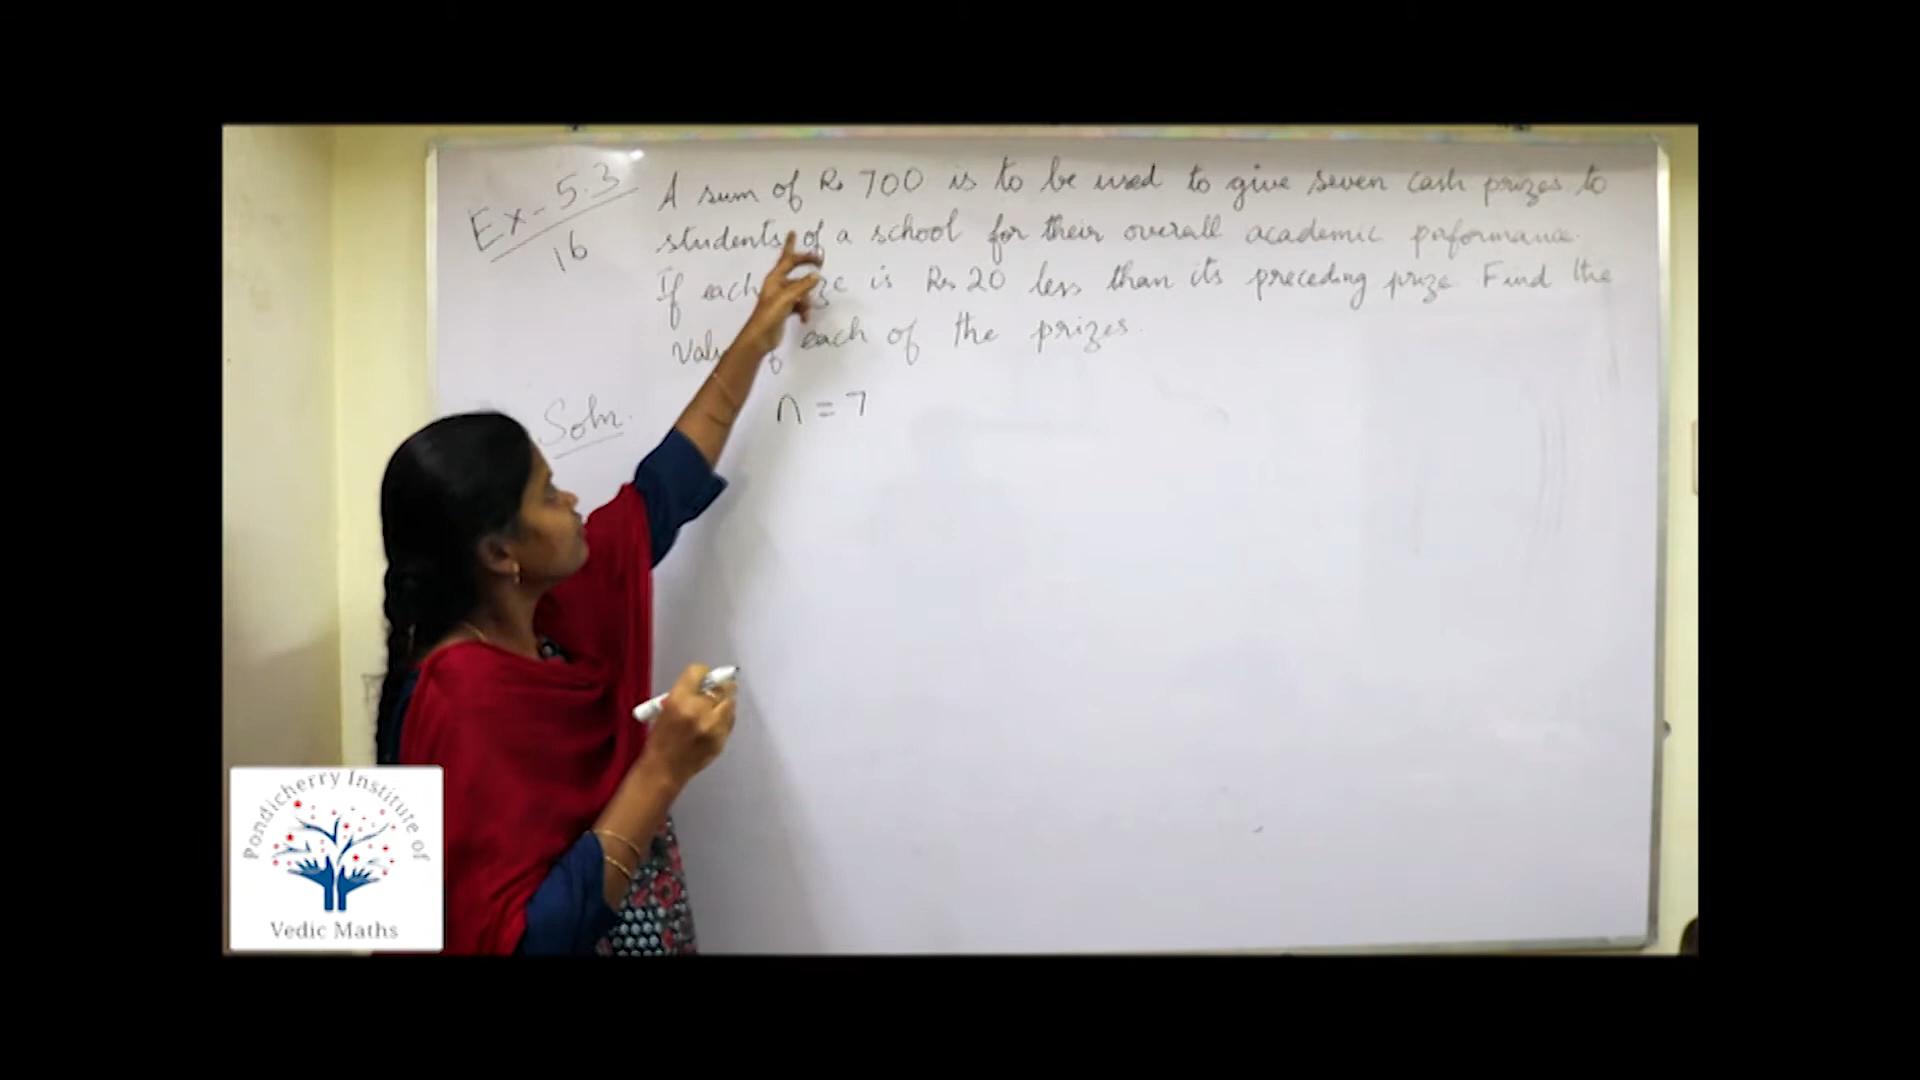 Ex - 5.3
16
A sum of Rs 700 is to be used to give seven cash prizes to
students of a school for their overall academic performance.
If each is Rs. 20 less than its preceding prize. Find the
each of the prizes.
Soln.
n = 7
Pondicherry Institute of
Vedic Maths